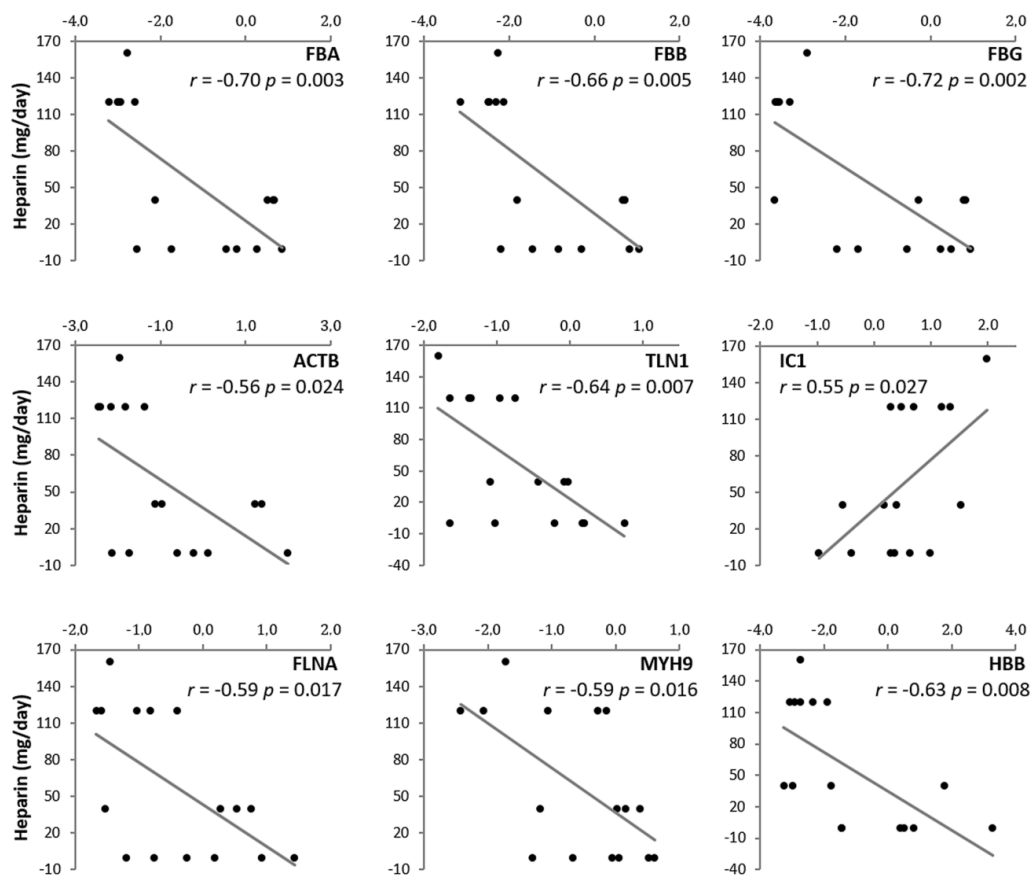 -4,0 -2,0 0,0 2,0
170
140
110
80
50
20
-10
Heparin (mg/day)
FBA
r = -0.70 p = 0.003
-4,0 -2,0 0,0 2,0
170
140
110
80
50
20
-10
FBB
r = -0.66 p = 0.005
-4,0 -2,0 0,0 2,0
170
140
110
80
50
20
-10
FBG
r = -0.72 p = 0.002
-3,0 -1,0 1,0 3,0
170
140
110
80
50
20
-10
Heparin (mg/day)
ACTB
r = -0.56 p = 0.024
-2,0 -1,0 0,0 1,0
170
140
110
80
50
20
-10
-40
TLN1
r = -0.64 p = 0.007
-2,0 0,0 1,0 2,0
170
140
110
80
50
20
-10
IC1
r = 0.55 p = 0.027
-2,0 -1,0 0,0 1,0 2,0
170
140
110
80
50
20
-10
Heparin (mg/day)
FLNA
r = -0.59 p = 0.017
-3,0 -2,0 -1,0 0,0 1,0
170
140
110
80
50
20
-10
MYH9
r = -0.59 p = 0.016
-4,0 -2,0 0,0 2,0 4,0
170
140
110
80
50
20
-10
-40
HBB
r = -0.63 p = 0.008